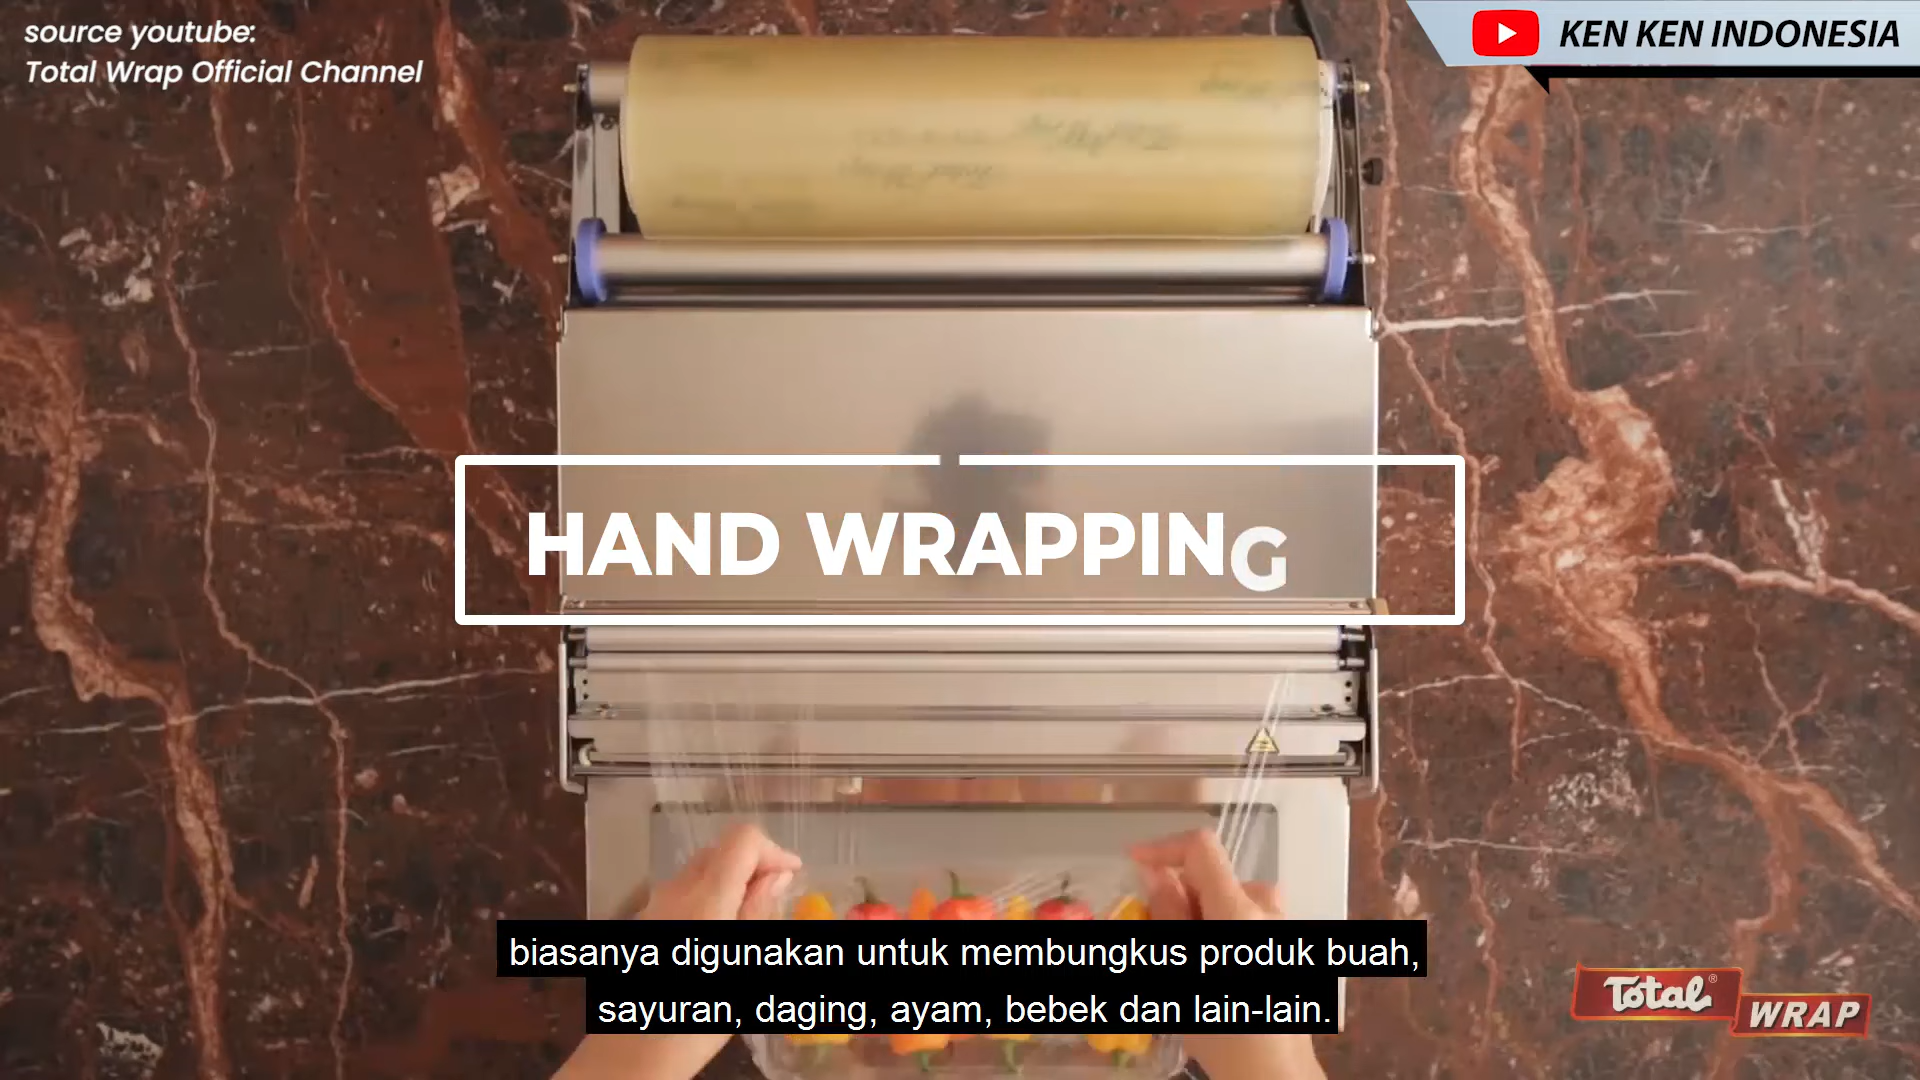 source youtube:
Total Wrap Official Channel
KEN KEN INDONESIA
HAND WRAPPING
biasanya digunakan untuk membungkus produk buah,
sayuran, daging, ayam, bebek dan lain-lain.
Total®
WRAP